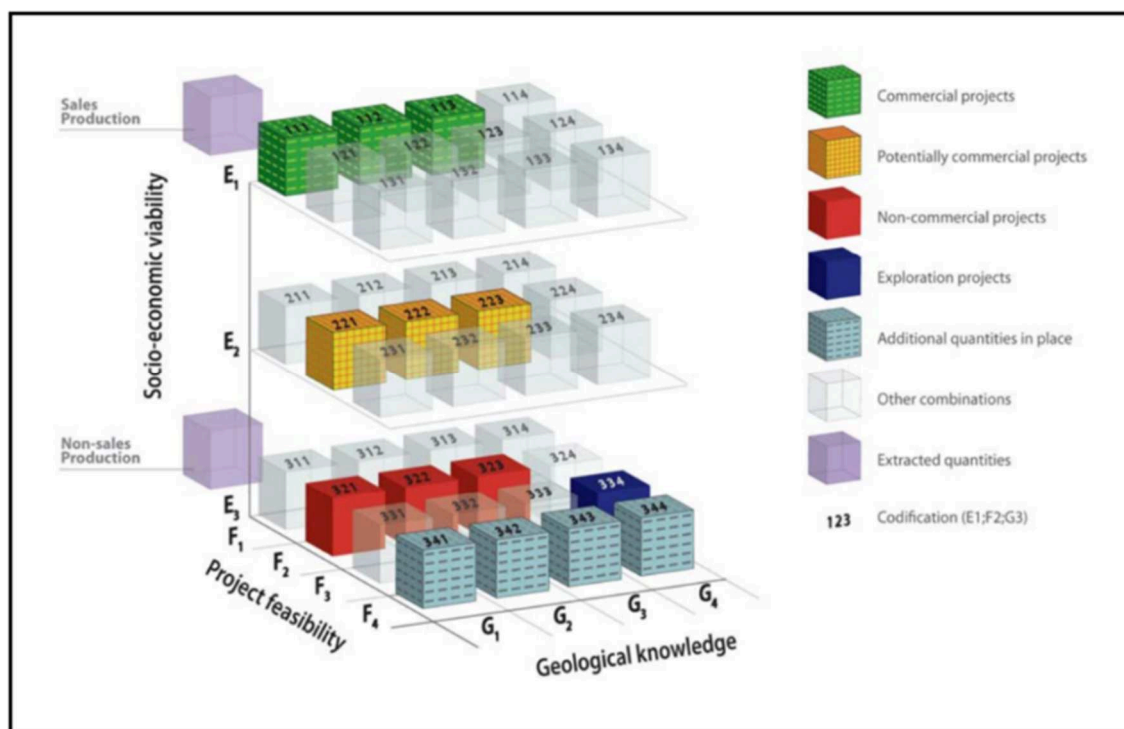 Sales
Production
Socio-economic viability
E1
111
112
113
114
121
122
123
124
131
132
133
134
E2
211
212
213
214
221
222
223
224
231
232
233
234
Non-sales
Production
E3
311
312
313
314
321
322
323
324
331
332
333
334
341
342
343
344
F1
F2
F3
F4
Project feasibility
G1
G2
G3
G4
Geological knowledge
Commercial projects
Potentially commercial projects
Non-commercial projects
Exploration projects
Additional quantities in place
Other combinations
Extracted quantities
123 Codification (E1;F2;G3)